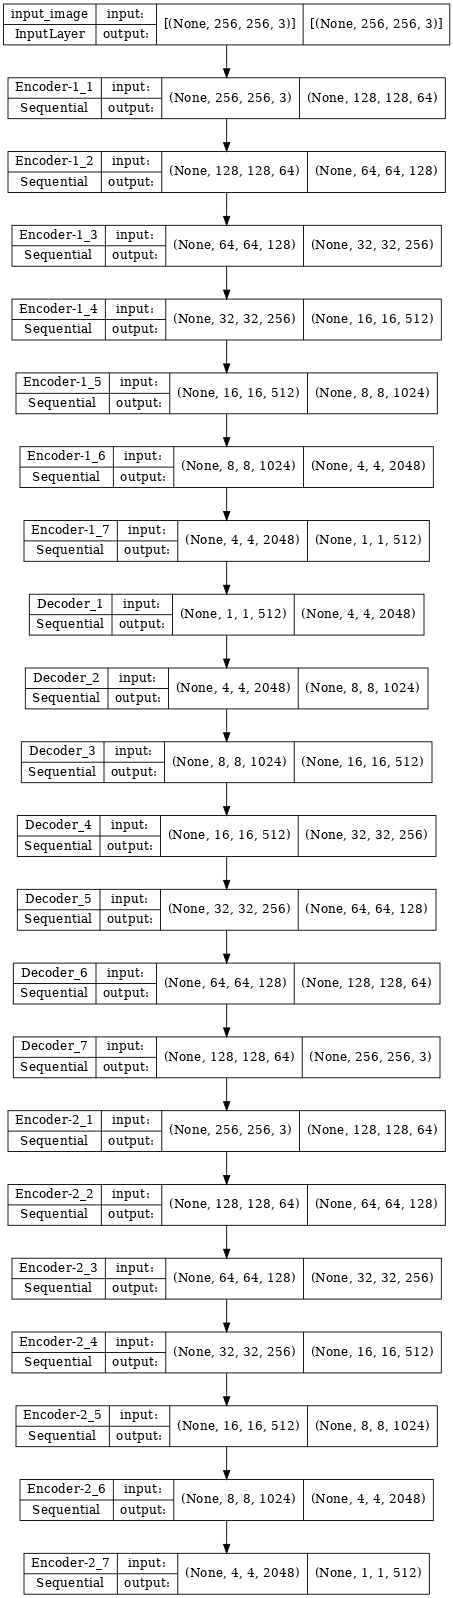 input_image input: [(None, 256, 256, 3)] [(None, 256, 256, 3)]
InputLayer output:
Encoder-1_1 input: (None, 256, 256, 3) (None, 128, 128, 64)
Sequential output:
Encoder-1_2 input: (None, 128, 128, 64) (None, 64, 64, 128)
Sequential output:
Encoder-1_3 input: (None, 64, 64, 128) (None, 32, 32, 256)
Sequential output:
Encoder-1_4 input: (None, 32, 32, 256) (None, 16, 16, 512)
Sequential output:
Encoder-1_5 input: (None, 16, 16, 512) (None, 8, 8, 1024)
Sequential output:
Encoder-1_6 input: (None, 8, 8, 1024) (None, 4, 4, 2048)
Sequential output:
Encoder-1_7 input: (None, 4, 4, 2048) (None, 1, 1, 512)
Sequential output:
Decoder_1 input: (None, 1, 1, 512) (None, 4, 4, 2048)
Sequential output:
Decoder_2 input: (None, 4, 4, 2048) (None, 8, 8, 1024)
Sequential output:
Decoder_3 input: (None, 8, 8, 1024) (None, 16, 16, 512)
Sequential output:
Decoder_4 input: (None, 16, 16, 512) (None, 32, 32, 256)
Sequential output:
Decoder_5 input: (None, 32, 32, 256) (None, 64, 64, 128)
Sequential output:
Decoder_6 input: (None, 64, 64, 128) (None, 128, 128, 64)
Sequential output:
Decoder_7 input: (None, 128, 128, 64) (None, 256, 256, 3)
Sequential output:
Encoder-2_1 input: (None, 256, 256, 3) (None, 128, 128, 64)
Sequential output:
Encoder-2_2 input: (None, 128, 128, 64) (None, 64, 64, 128)
Sequential output:
Encoder-2_3 input: (None, 64, 64, 128) (None, 32, 32, 256)
Sequential output:
Encoder-2_4 input: (None, 32, 32, 256) (None, 16, 16, 512)
Sequential output:
Encoder-2_5 input: (None, 16, 16, 512) (None, 8, 8, 1024)
Sequential output:
Encoder-2_6 input: (None, 8, 8, 1024) (None, 4, 4, 2048)
Sequential output:
Encoder-2_7 input: (None, 4, 4, 2048) (None, 1, 1, 512)
Sequential output: